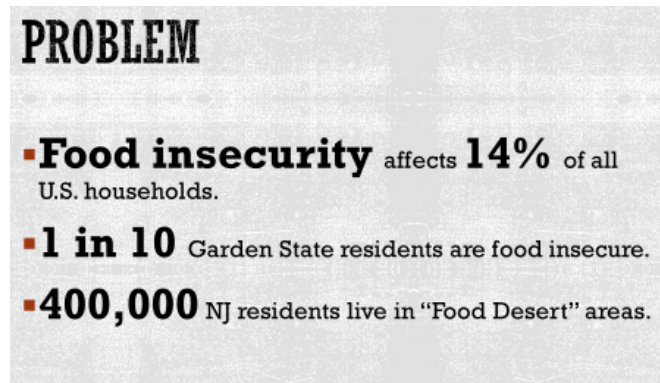 PROBLEM
▪Food insecurity affects 14% of all
U.S. households.
▪1 in 10 Garden State residents are food insecure.
▪400,000 NJ residents live in “Food Desert” areas.